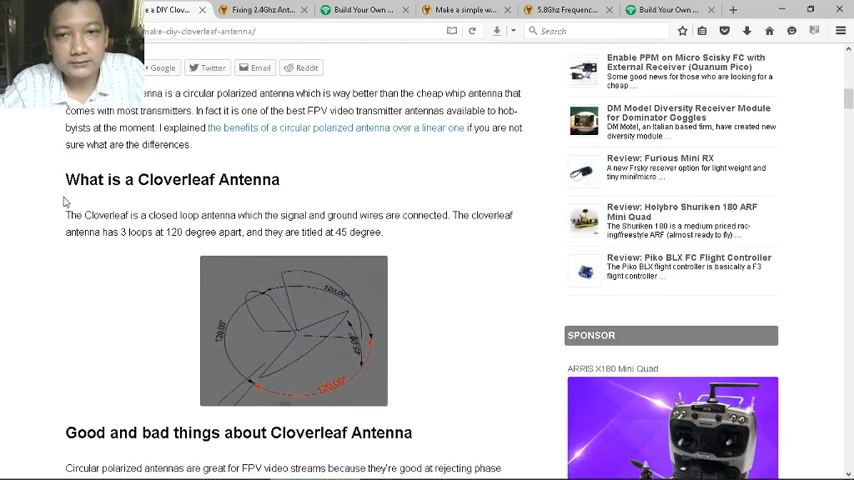 e a DIY Clov...
Fixing 2.4Ghz Ant...
Build Your Own ...
Make a simple w...
5.8Ghz Frequenc...
Build Your Own ...
make-diy-cloverleaf-antenna/
Search
Google
Twitter
Email
Reddit
enna is a circular polarized antenna which is way better than the cheap whip antenna that
comes with most transmitters. In fact it is one of the best FPV video transmitter antennas available to hob-
byists at the moment. I explained the benefits of a circular polarized antenna over a linear one if you are not
sure what are the differences.
What is a Cloverleaf Antenna
The Cloverleaf is a closed loop antenna which the signal and ground wires are connected. The cloverleaf
antenna has 3 loops at 120 degree apart, and they are titled at 45 degree.
120.00°
120.00°
45.00°
120.00°
Good and bad things about Cloverleaf Antenna
Circular polarized antennas are great for FPV video streams because they're good at rejecting phase
Enable PPM on Micro Scisky FC with
External Receiver (Quanum Pico)
Some good news for those who are looking for a
cheap ...
DM Model Diversity Receiver Module
for Dominator Goggles
DM Motel, an Italian based firm, have created new
diversity module ...
Review: Furious Mini RX
A new Frsky receiver option for light weight and
tiny mini/micro ...
Review: Holybro Shuriken 180 ARF
Mini Quad
The Shuriken 180 is a medium priced rac-
ing/freestyle ARF (almost ready to fly) ...
Review: Piko BLX FC Flight Controller
The Piko BLX flight controller is basically a F3
flight controller ...
SPONSOR
ARRIS X180 Mini Quad